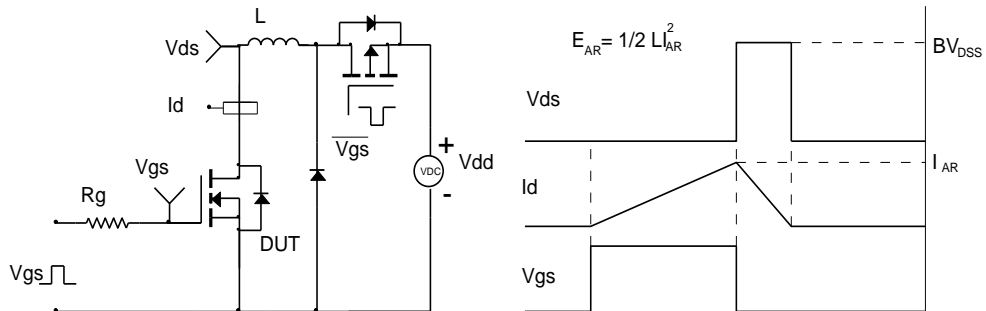 L
Vds
Id
Vgs
Vgs
Rg
DUT
Vgs
VDC
+
Vdd
-
E_AR = 1/2 LI_AR^2
BV_DSS
Vds
I_AR
Id
Vgs